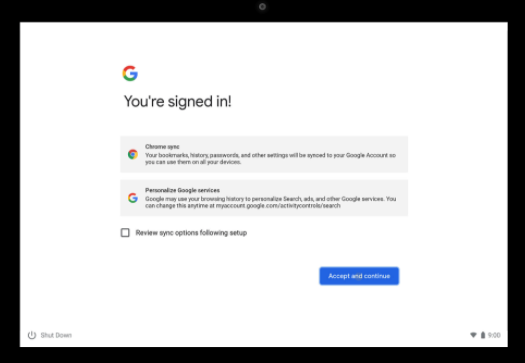 You're signed in!
Chrome sync
Your bookmarks, history, passwords, and other settings will be synced to your Google Account so
you can use them on all your devices.
Personalize Google services
Google may use your browsing history to personalize Search, ads, and other Google services. You
can change this anytime at myaccount.google.com/activitycontrols/search
Review sync options following setup
Accept and continue
Shut Down
9:00